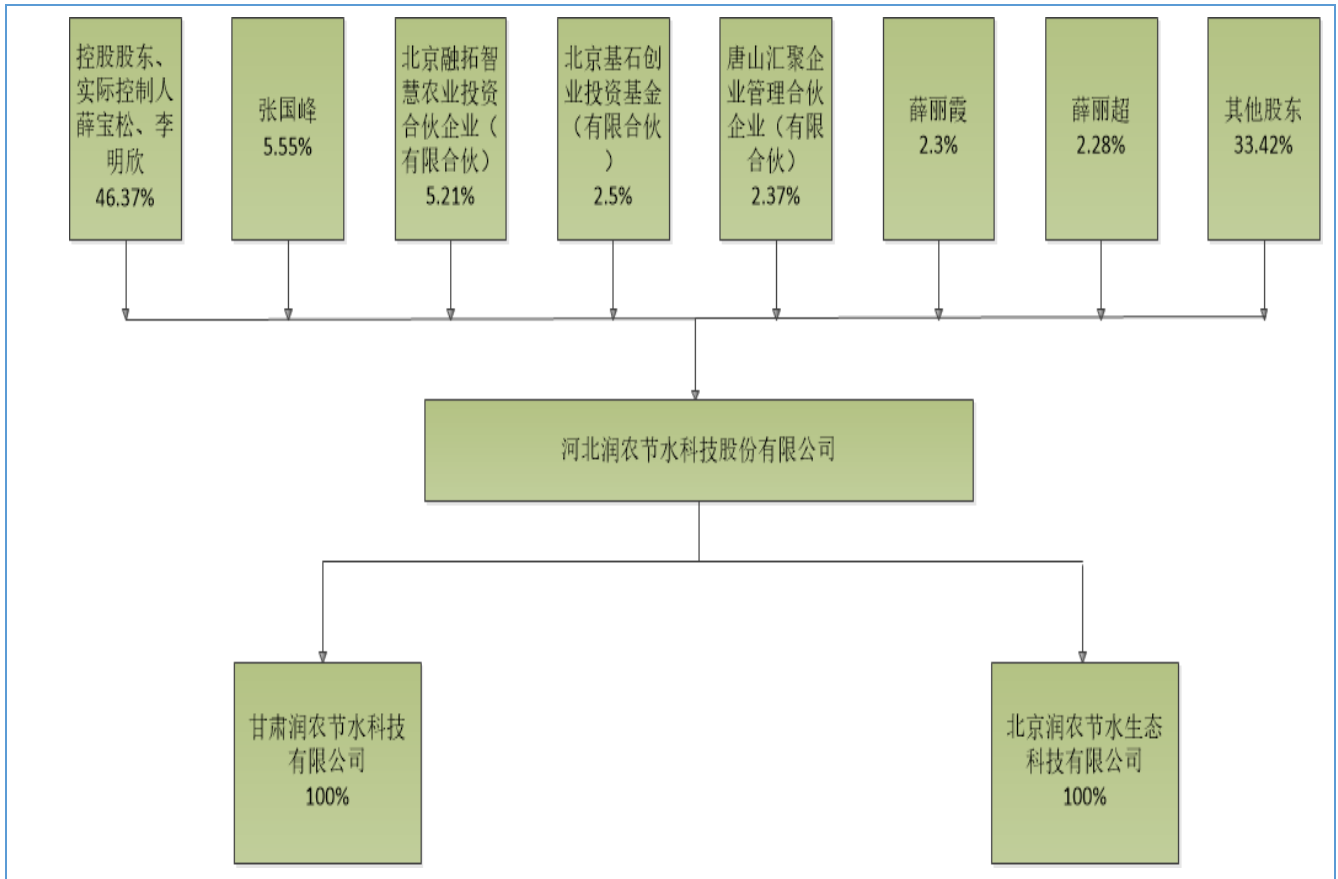 控股股东、
实际控制人
薛宝松、李
明欣
46.37%
张国峰
5.55%
北京融拓智
慧农业投资
合伙企业（
有限合伙）
5.21%
北京基石创
业投资基金
（有限合伙
）
2.5%
唐山汇聚企
业管理合伙
企业（有限
合伙）
2.37%
薛丽霞
2.3%
薛丽超
2.28%
其他股东
33.42%
河北润农节水科技股份有限公司
甘肃润农节水科技
有限公司
100%
北京润农节水生态
科技有限公司
100%